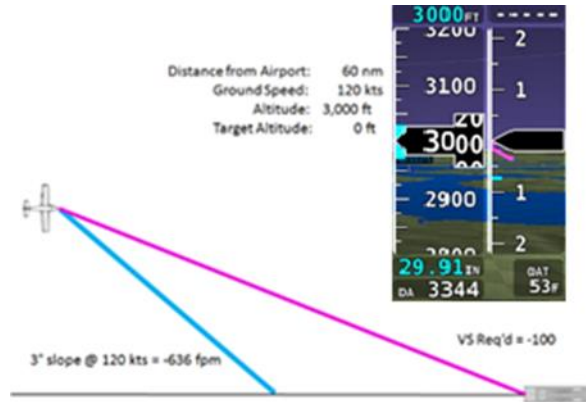 Distance from Airport: 60 nm
Ground Speed: 120 kts
Altitude: 3,000 ft
Target Altitude: 0 ft
3000FT -----
3200
2
3100
1
20
3000
2900
1
2800
2
29.91IN
OAT
DA 3344
53F
3° slope @ 120 kts = -636 fpm
VS Req'd = -100